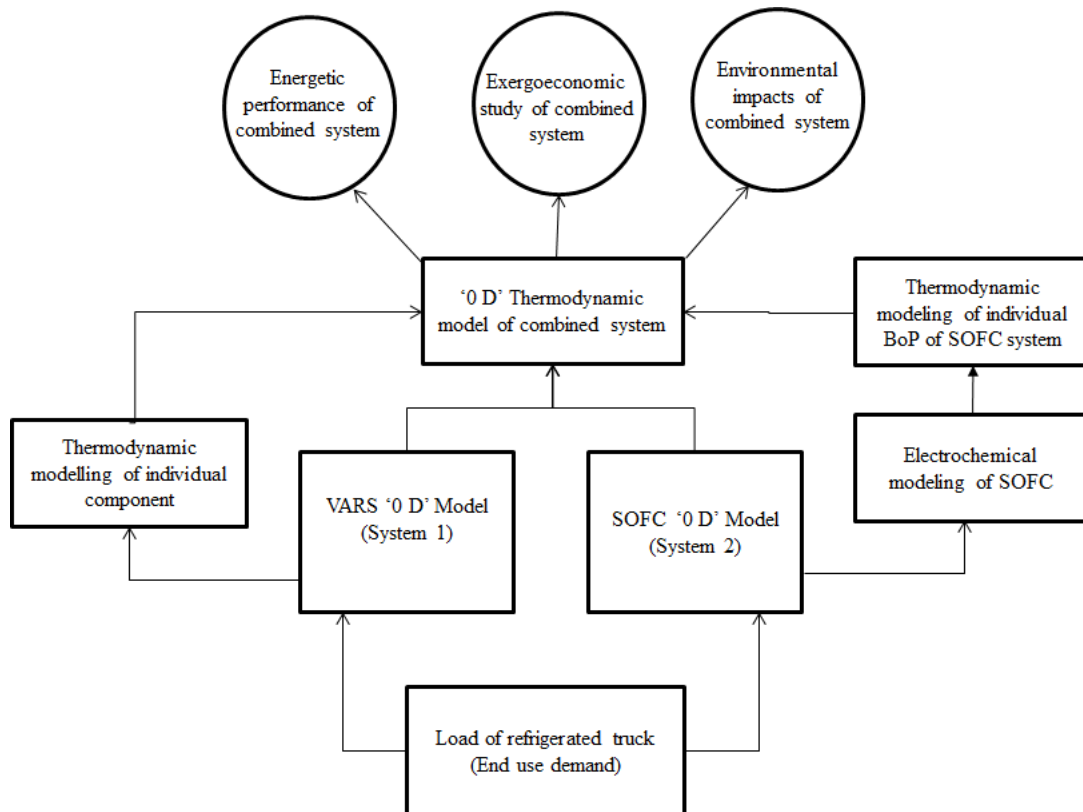 Energetic
performance of
combined system
Exergoeconomic
study of combined
system
Environmental
impacts of
combined system
‘0 D’ Thermodynamic
model of combined system
Thermodynamic
modeling of individual
BoP of SOFC system
Thermodynamic
modelling of individual
component
VARS ‘0 D’ Model
(System 1)
SOFC ‘0 D’ Model
(System 2)
Electrochemical
modeling of SOFC
Load of refrigerated truck
(End use demand)